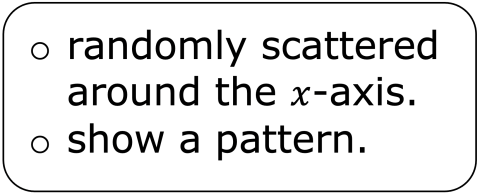 ○ randomly scattered
around the x-axis.
○ show a pattern.